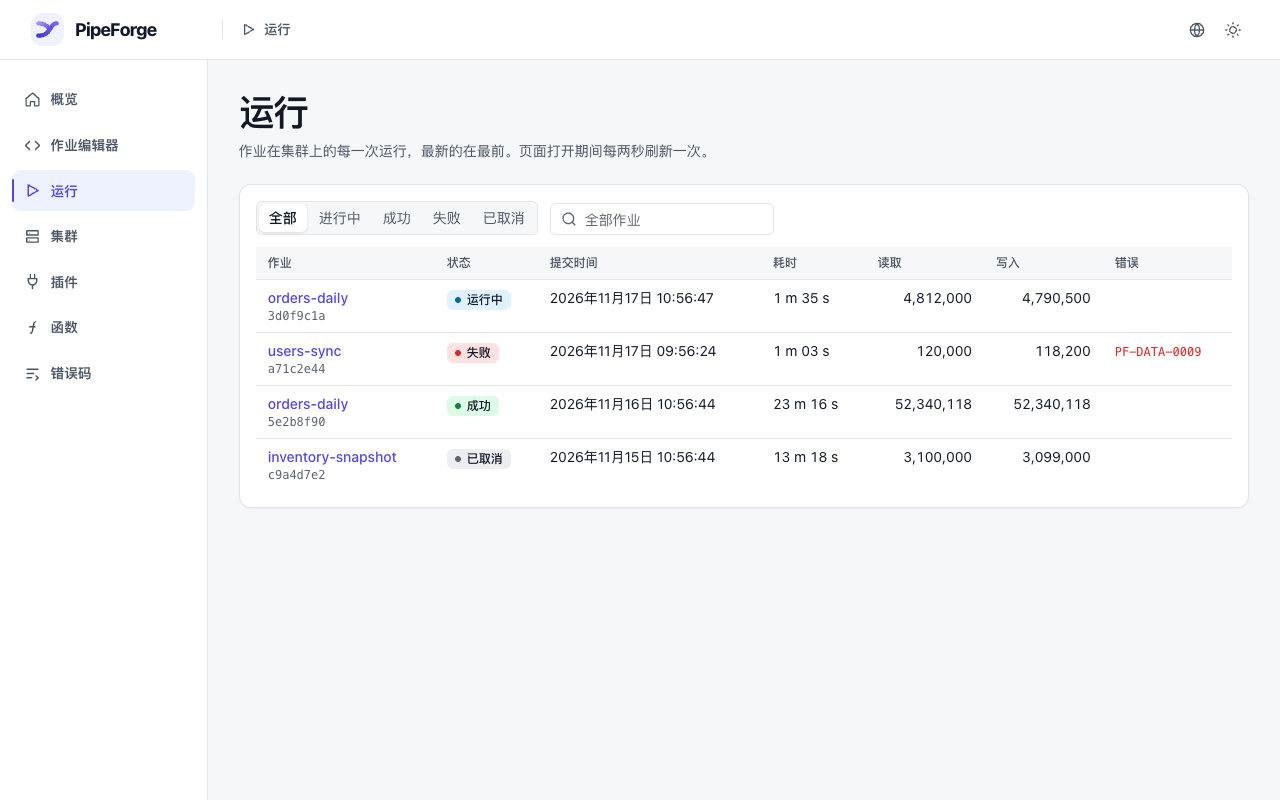 PipeForge
运行
概览
作业编辑器
运行
集群
插件
函数
错误码
运行
作业在集群上的每一次运行，最新的在最前。页面打开期间每两秒刷新一次。
全部 进行中 成功 失败 已取消 全部作业
作业 状态 提交时间 耗时 读取 写入 错误
orders-daily 运行中 2026年11月17日 10:56:47 1 m 35 s 4,812,000 4,790,500
3d0f9c1a
users-sync 失败 2026年11月17日 09:56:24 1 m 03 s 120,000 118,200 PF-DATA-0009
a71c2e44
orders-daily 成功 2026年11月16日 10:56:44 23 m 16 s 52,340,118 52,340,118
5e2b8f90
inventory-snapshot 已取消 2026年11月15日 10:56:44 13 m 18 s 3,100,000 3,099,000
c9a4d7e2